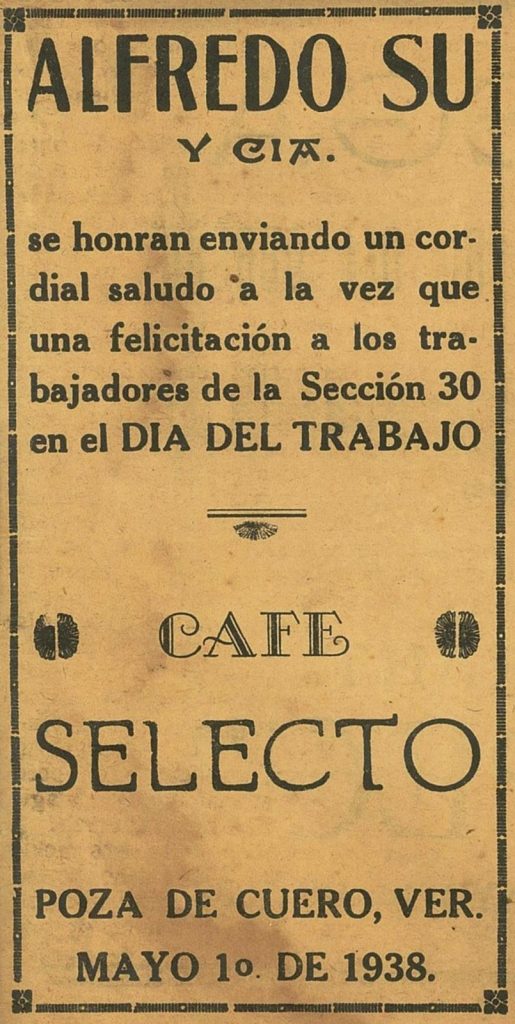 ALFREDO SU
Y CIA.
se honran enviando un cor-
dial saludo a la vez que
una felicitación a los tra-
bajadores de la Sección 30
en el DIA DEL TRABAJO
CAFE
SELECTO
POZA DE CUERO, VER.
MAYO 1o. DE 1938.